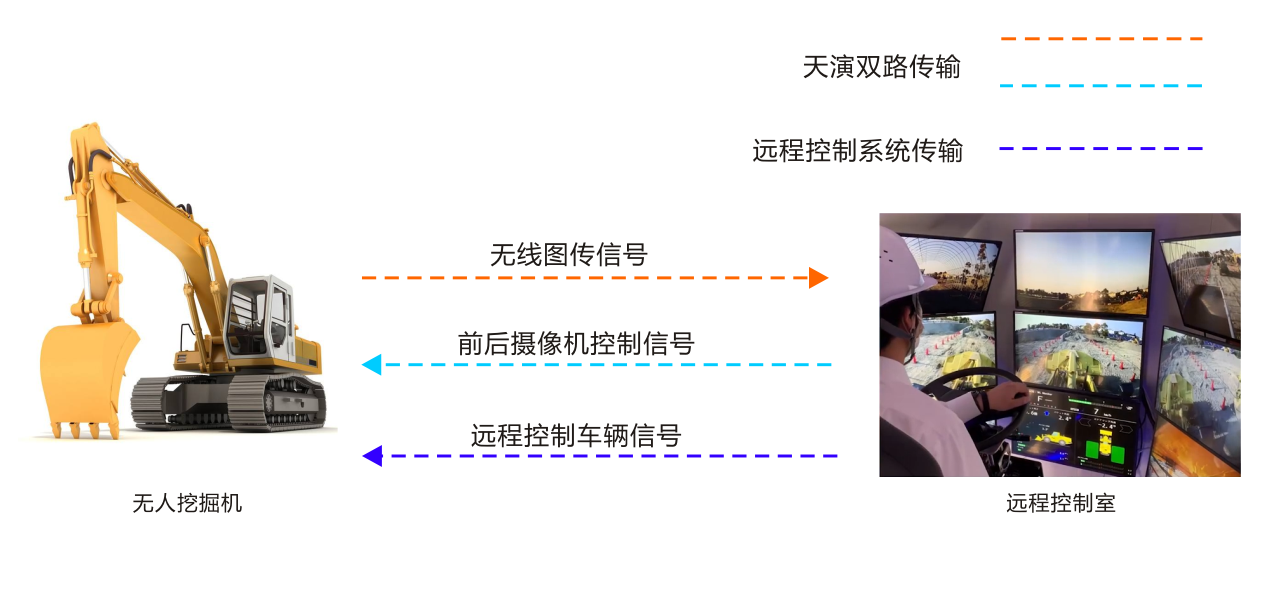 天演双路传输
远程控制系统传输
无线图传信号
前后摄像机控制信号
远程控制车辆信号
无人挖掘机
远程控制室